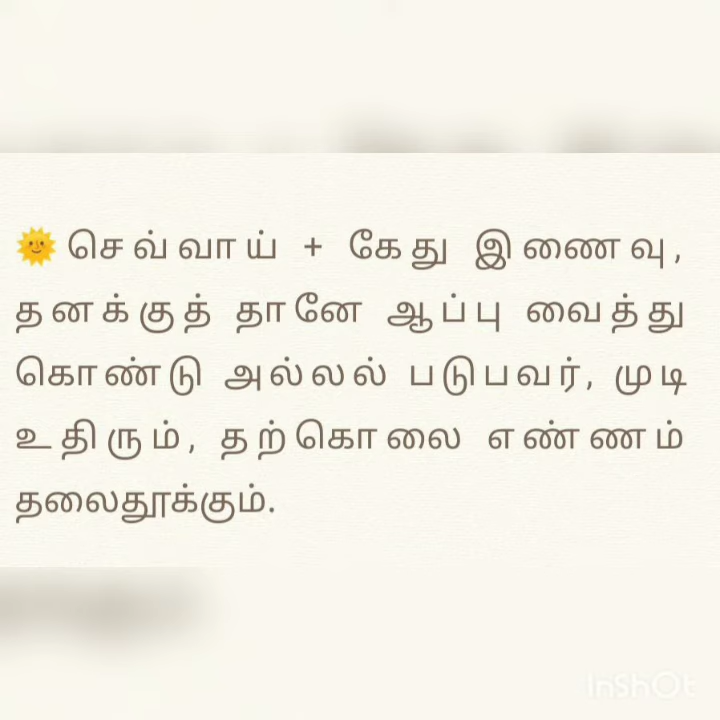 🌞 செவ்வாய் + கேது இணைவு,
தனக்குத் தானே ஆப்பு வைத்து
கொண்டு அல்லல் படுபவர், முடி
உதிரும், தற்கொலை எண்ணம்
தலைதூக்கும்.
InShOt